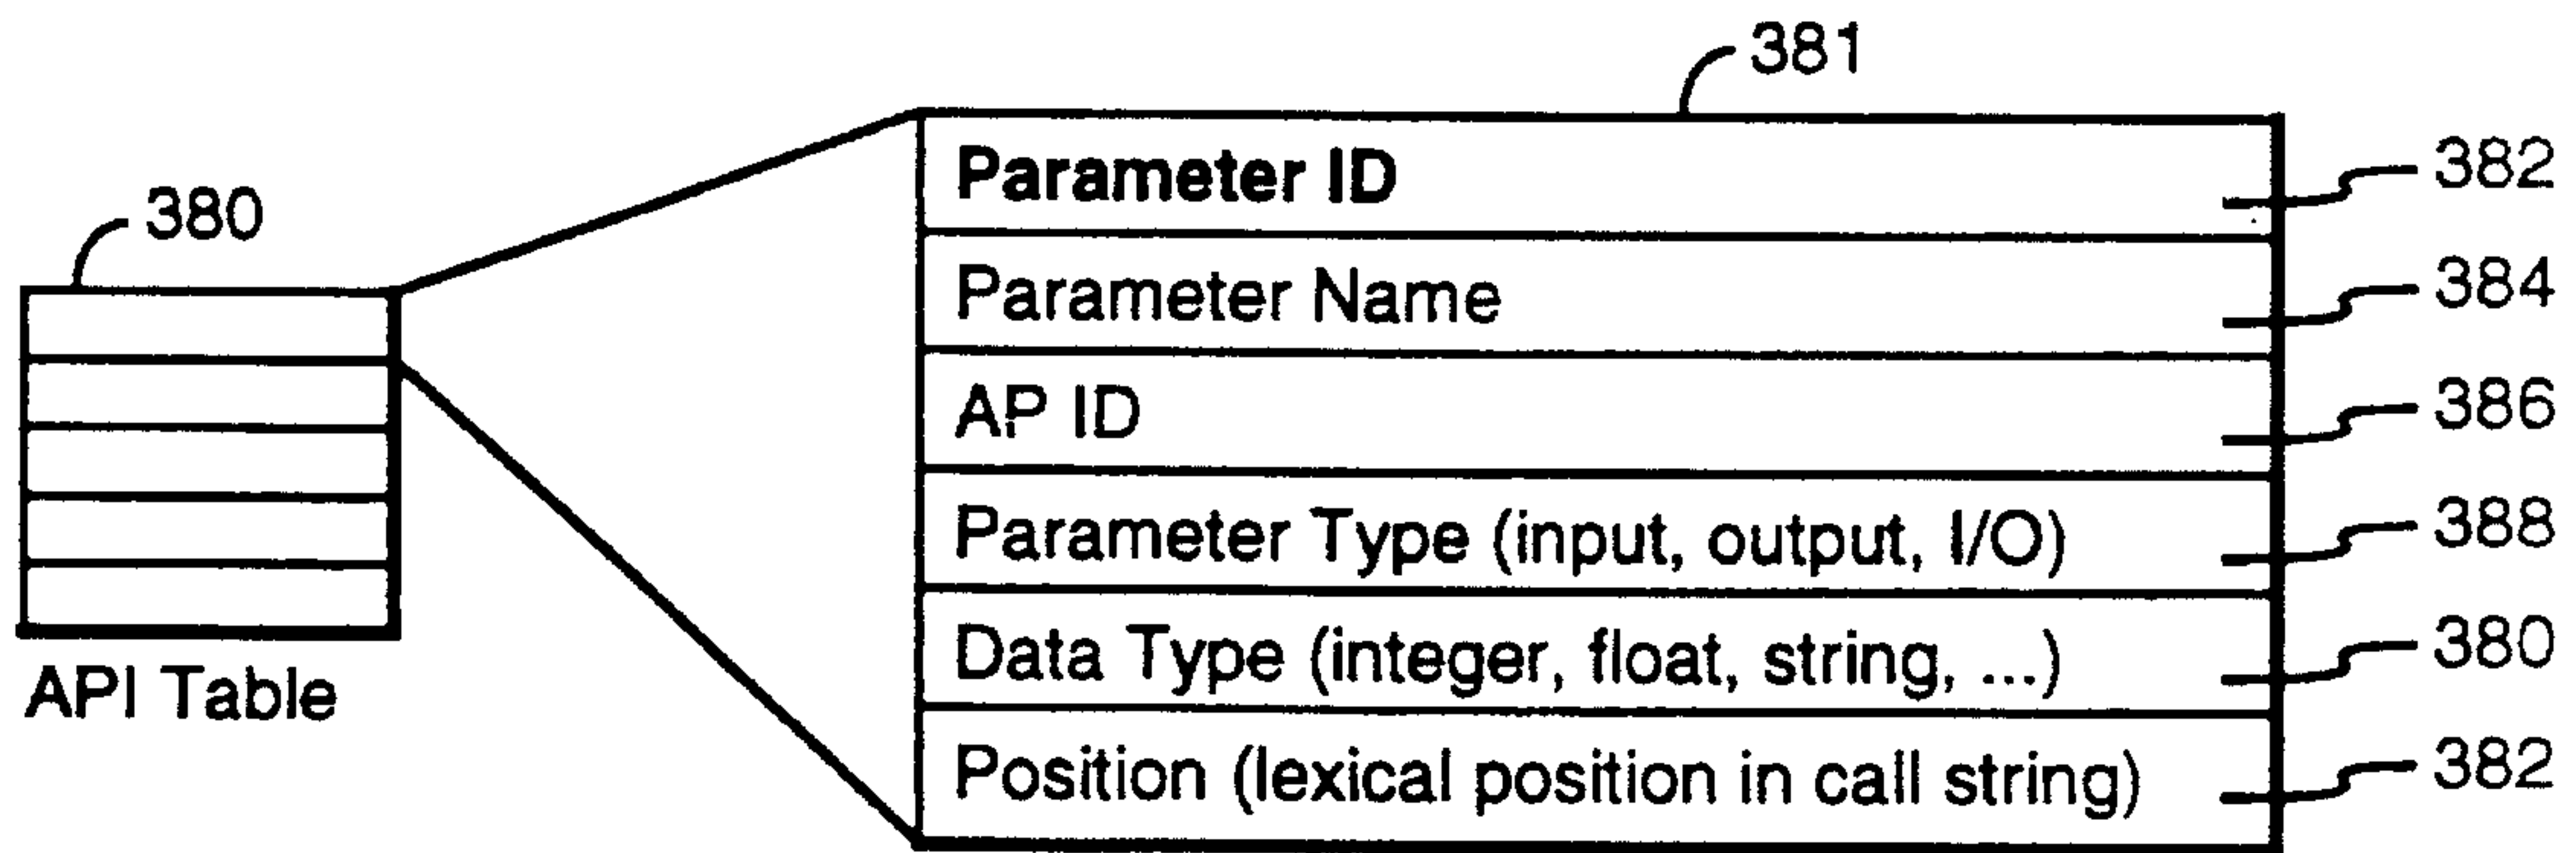 381
Parameter ID
382
380
Parameter Name
384
AP ID
386
Parameter Type (input, output, I/O)
388
Data Type (integer, float, string, ...)
380
API Table
Position (lexical position in call string)
382